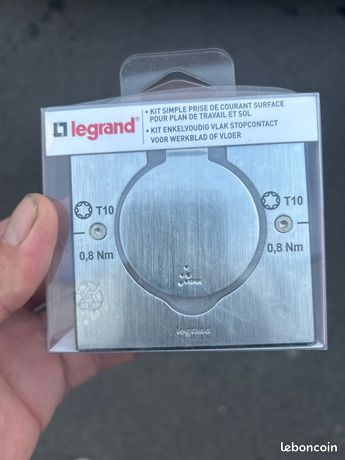 legrand®
• KIT SIMPLE PRISE DE COURANT SURFACE
POUR PLAN DE TRAVAIL ET SOL
• KIT ENKELVOUDIG VLAK STOPCONTACT
VOOR WERKBLAD OF VLOER
T10
0,8 Nm
T10
0,8 Nm
legrand
leboncoin